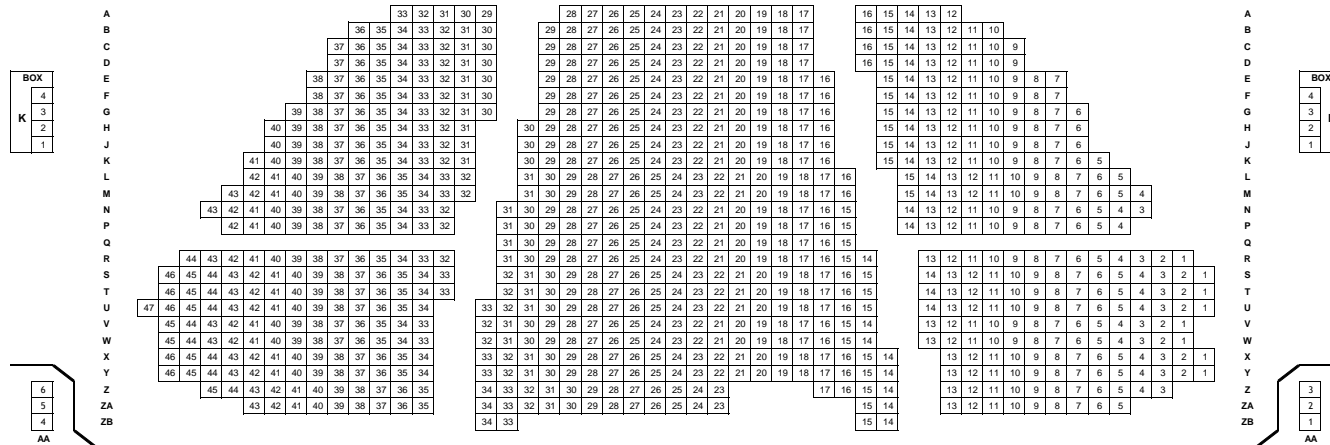 A 33 32 31 30 29 28 27 26 25 24 23 22 21 20 19 18 17 16 15 14 13 12 A
B 36 35 34 33 32 31 30 29 28 27 26 25 24 23 22 21 20 19 18 17 16 15 14 13 12 11 10 B
C 37 36 35 34 33 32 31 30 29 28 27 26 25 24 23 22 21 20 19 18 17 16 15 14 13 12 11 10 9 C
D 37 36 35 34 33 32 31 30 29 28 27 26 25 24 23 22 21 20 19 18 17 16 15 14 13 12 11 10 9 D
BOX E 38 37 36 35 34 33 32 31 30 29 28 27 26 25 24 23 22 21 20 19 18 17 16 15 14 13 12 11 10 9 8 7 E BOX
4 F 38 37 36 35 34 33 32 31 30 29 28 27 26 25 24 23 22 21 20 19 18 17 16 15 14 13 12 11 10 9 8 7 F 4
3 G 39 38 37 36 35 34 33 32 31 30 29 28 27 26 25 24 23 22 21 20 19 18 17 16 15 14 13 12 11 10 9 8 7 6 G 3
K 2 H 40 39 38 37 36 35 34 33 32 31 30 29 28 27 26 25 24 23 22 21 20 19 18 17 16 15 14 13 12 11 10 9 8 7 6 H 2
1 J 40 39 38 37 36 35 34 33 32 31 30 29 28 27 26 25 24 23 22 21 20 19 18 17 16 15 14 13 12 11 10 9 8 7 6 J 1
K 41 40 39 38 37 36 35 34 33 32 31 30 29 28 27 26 25 24 23 22 21 20 19 18 17 16 15 14 13 12 11 10 9 8 7 6 5 K
L 42 41 40 39 38 37 36 35 34 33 32 31 30 29 28 27 26 25 24 23 22 21 20 19 18 17 16 15 14 13 12 11 10 9 8 7 6 5 L
M 43 42 41 40 39 38 37 36 35 34 33 32 31 30 29 28 27 26 25 24 23 22 21 20 19 18 17 16 15 14 13 12 11 10 9 8 7 6 5 4 M
N 43 42 41 40 39 38 37 36 35 34 33 32 31 30 29 28 27 26 25 24 23 22 21 20 19 18 17 16 15 14 13 12 11 10 9 8 7 6 5 4 3 N
P 42 41 40 39 38 37 36 35 34 33 32 31 30 29 28 27 26 25 24 23 22 21 20 19 18 17 16 15 14 13 12 11 10 9 8 7 6 5 4 P
Q 31 30 29 28 27 26 25 24 23 22 21 20 19 18 17 16 15 Q
R 44 43 42 41 40 39 38 37 36 35 34 33 32 31 30 29 28 27 26 25 24 23 22 21 20 19 18 17 16 15 14 13 12 11 10 9 8 7 6 5 4 3 2 1 R
S 46 45 44 43 42 41 40 39 38 37 36 35 34 33 32 31 30 29 28 27 26 25 24 23 22 21 20 19 18 17 16 15 14 13 12 11 10 9 8 7 6 5 4 3 2 1 S
T 46 45 44 43 42 41 40 39 38 37 36 35 34 33 32 31 30 29 28 27 26 25 24 23 22 21 20 19 18 17 16 15 14 13 12 11 10 9 8 7 6 5 4 3 2 1 T
U 47 46 45 44 43 42 41 40 39 38 37 36 35 34 33 32 31 30 29 28 27 26 25 24 23 22 21 20 19 18 17 16 15 14 13 12 11 10 9 8 7 6 5 4 3 2 1 U
V 45 44 43 42 41 40 39 38 37 36 35 34 33 32 31 30 29 28 27 26 25 24 23 22 21 20 19 18 17 16 15 14 13 12 11 10 9 8 7 6 5 4 3 2 1 V
W 45 44 43 42 41 40 39 38 37 36 35 34 33 32 31 30 29 28 27 26 25 24 23 22 21 20 19 18 17 16 15 14 13 12 11 10 9 8 7 6 5 4 3 2 1 W
X 46 45 44 43 42 41 40 39 38 37 36 35 34 33 32 31 30 29 28 27 26 25 24 23 22 21 20 19 18 17 16 15 14 13 12 11 10 9 8 7 6 5 4 3 2 1 X
Y 46 45 44 43 42 41 40 39 38 37 36 35 34 33 32 31 30 29 28 27 26 25 24 23 22 21 20 19 18 17 16 15 14 13 12 11 10 9 8 7 6 5 4 3 2 1 Y
6 Z 45 44 43 42 41 40 39 38 37 36 35 34 33 32 31 30 29 28 27 26 25 24 23 17 16 15 14 13 12 11 10 9 8 7 6 5 4 3 Z 3
5 ZA 43 42 41 40 39 38 37 36 35 34 33 32 31 30 29 28 27 26 25 24 23 15 14 13 12 11 10 9 8 7 6 5 ZA 2
4 ZB 34 33 15 14 ZB 1
AA AA